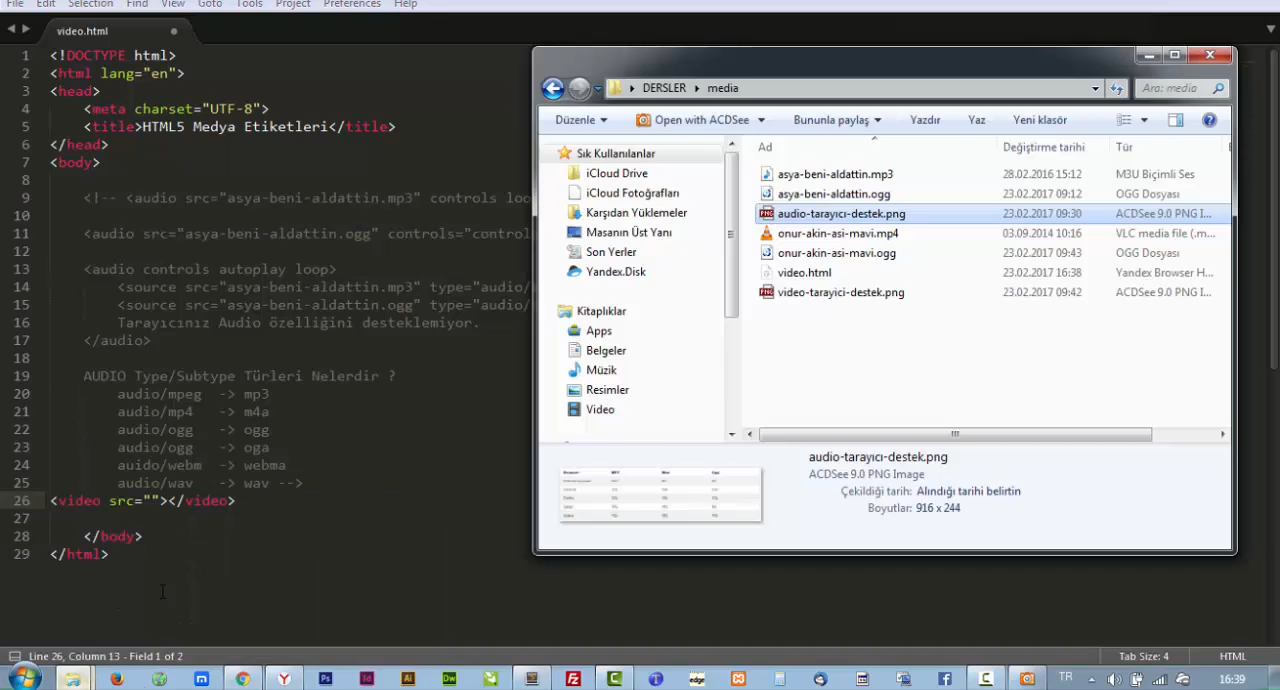 File Edit Selection Find View Goto Tools Project Preferences Help
video.html
1 <!DOCTYPE html>
2 <html lang="en">
3 <head>
4 <meta charset="UTF-8">
5 <title>HTML5 Medya Etiketleri</title>
6 </head>
7 <body>
8
9 <!-- <audio src="asya-beni-aldattin.mp3" controls loo
10
11 <audio src="asya-beni-aldattin.ogg" controls="control
12
13 <audio controls autoplay loop>
14 <source src="asya-beni-aldattin.mp3" type="audio/
15 <source src="asya-beni-aldattin.ogg" type="audio/
16 Tarayıcınız Audio özelliğini desteklemiyor.
17 </audio>
18
19 AUDIO Type/Subtype Türleri Nelerdir ?
20 audio/mpeg -> mp3
21 audio/mp4 -> m4a
22 audio/ogg -> ogg
23 audio/ogg -> oga
24 auido/webm -> webma
25 audio/wav -> wav -->
26 <video src=""></video>
27
28 </body>
29 </html>
DERSLER media
Ara: media
Düzenle Open with ACDSee Bununla paylaş Yazdır Yaz Yeni klasör
Sık Kullanılanlar
iCloud Drive
iCloud Fotoğrafları
Karşıdan Yüklemeler
Masanın Üst Yanı
Son Yerler
Yandex.Disk
Kitaplıklar
Apps
Belgeler
Müzik
Resimler
Video
Ad Değiştirme tarihi Tür
asya-beni-aldattin.mp3 28.02.2016 15:12 M3U Biçimli Ses
asya-beni-aldattin.ogg 23.02.2017 09:12 OGG Dosyası
audio-tarayıcı-destek.png 23.02.2017 09:30 ACDSee 9.0 PNG I...
onur-akin-asi-mavi.mp4 03.09.2014 10:16 VLC media file (.m...
onur-akin-asi-mavi.ogg 23.02.2017 09:43 OGG Dosyası
video.html 23.02.2017 16:38 Yandex Browser H...
video-tarayici-destek.png 23.02.2017 09:42 ACDSee 9.0 PNG I...
audio-tarayıcı-destek.png
ACDSee 9.0 PNG Image
Çekildiği tarih: Alındığı tarihi belirtin
Boyutlar: 916 x 244
Line 26, Column 13 - Field 1 of 2
Tab Size: 4 HTML
TR 16:39